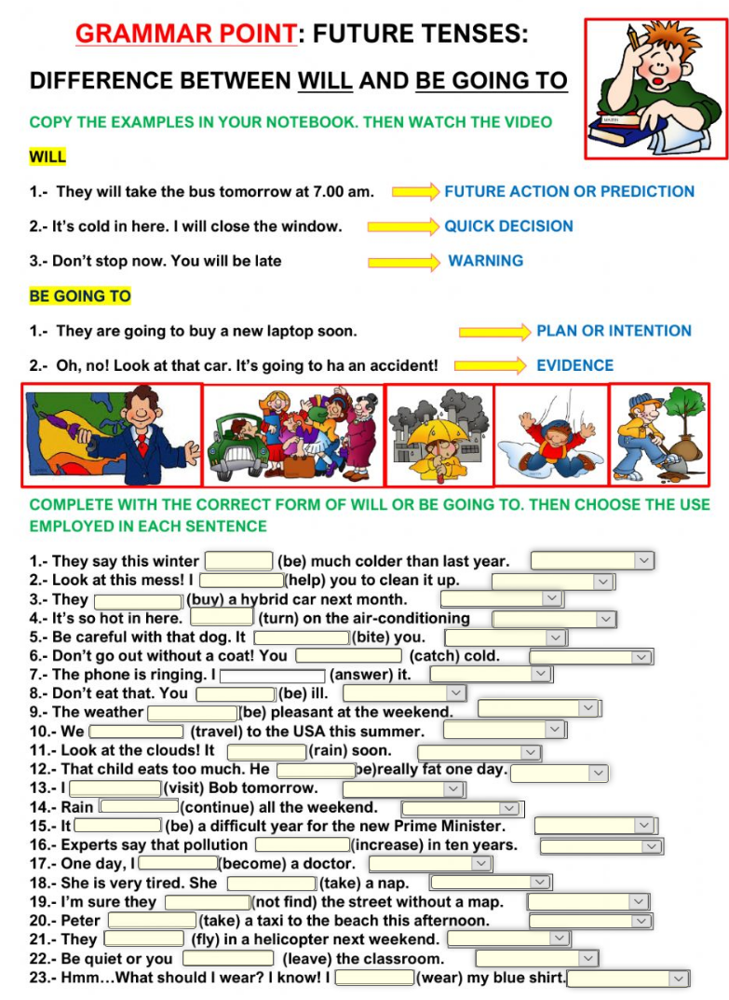 GRAMMAR POINT: FUTURE TENSES:
DIFFERENCE BETWEEN WILL AND BE GOING TO
COPY THE EXAMPLES IN YOUR NOTEBOOK. THEN WATCH THE VIDEO
WILL
1.- They will take the bus tomorrow at 7.00 am. FUTURE ACTION OR PREDICTION
2.- It's cold in here. I will close the window. QUICK DECISION
3.- Don't stop now. You will be late WARNING
BE GOING TO
1.- They are going to buy a new laptop soon. PLAN OR INTENTION
2.- Oh, no! Look at that car. It's going to ha an accident! EVIDENCE
COMPLETE WITH THE CORRECT FORM OF WILL OR BE GOING TO. THEN CHOOSE THE USE
EMPLOYED IN EACH SENTENCE
1.- They say this winter (be) much colder than last year.
2.- Look at this mess! I (help) you to clean it up.
3.- They (buy) a hybrid car next month.
4.- It's so hot in here. (turn) on the air-conditioning
5.- Be careful with that dog. It (bite) you.
6.- Don't go out without a coat! You (catch) cold.
7.- The phone is ringing. I (answer) it.
8.- Don't eat that. You (be) ill.
9.- The weather (be) pleasant at the weekend.
10.- We (travel) to the USA this summer.
11.- Look at the clouds! It (rain) soon.
12.- That child eats too much. He be)really fat one day.
13.- I (visit) Bob tomorrow.
14.- Rain (continue) all the weekend.
15.- It (be) a difficult year for the new Prime Minister.
16.- Experts say that pollution (increase) in ten years.
17.- One day, I (become) a doctor.
18.- She is very tired. She (take) a nap.
19.- I'm sure they (not find) the street without a map.
20.- Peter (take) a taxi to the beach this afternoon.
21.- They (fly) in a helicopter next weekend.
22.- Be quiet or you (leave) the classroom.
23.- Hmm...What should I wear? I know! I (wear) my blue shirt.